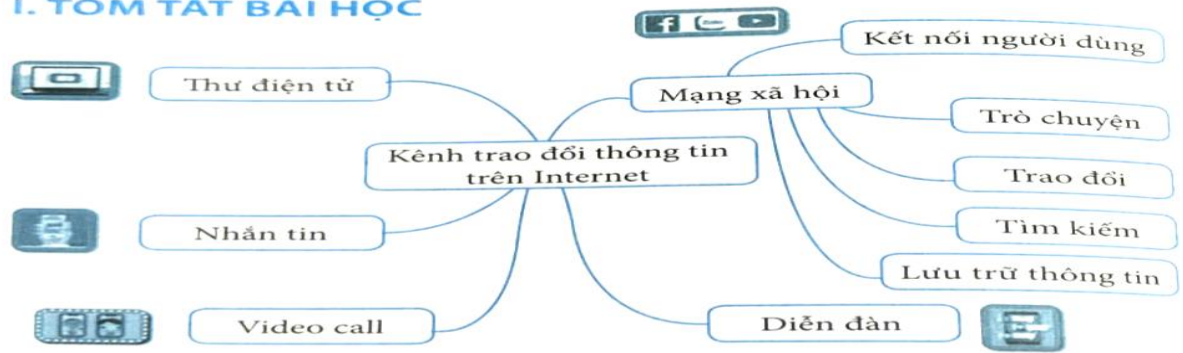 I. TÓM TẮT BÀI HỌC
Thư điện tử
Nhắn tin
Video call
Kênh trao đổi thông tin
trên Internet
Mạng xã hội
Kết nối người dùng
Trò chuyện
Trao đổi
Tìm kiếm
Lưu trữ thông tin
Diễn đàn